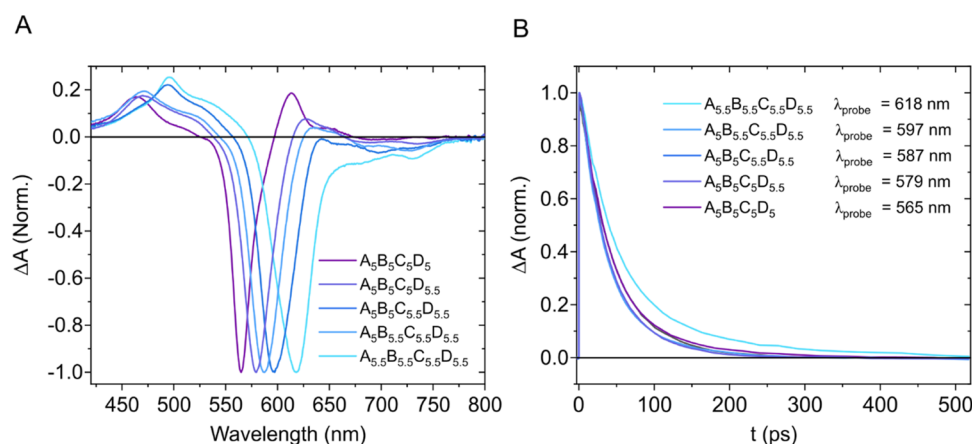 A
B
0.2
0.0
-0.2
-0.4
-0.6
-0.8
-1.0
ΔA (Norm.)
A₅B₅C₅D₅
A₅B₅C₅D₅.₅
A₅B₅C₅.₅D₅.₅
A₅B₅.₅C₅.₅D₅.₅
A₅.₅B₅.₅C₅.₅D₅.₅
450 500 550 600 650 700 750 800
Wavelength (nm)
1.0
0.8
0.6
0.4
0.2
0.0
ΔA (norm.)
A₅.₅B₅.₅C₅.₅D₅.₅ λprobe = 618 nm
A₅B₅.₅C₅.₅D₅.₅ λprobe = 597 nm
A₅B₅C₅.₅D₅.₅ λprobe = 587 nm
A₅B₅C₅D₅.₅ λprobe = 579 nm
A₅B₅C₅D₅ λprobe = 565 nm
0 100 200 300 400 500
t (ps)